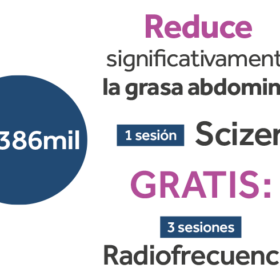 Reduce
significativament
la grasa abdomin
386mil
1 sesión
Scizer
GRATIS:
3 sesiones
Radiofrecuenc